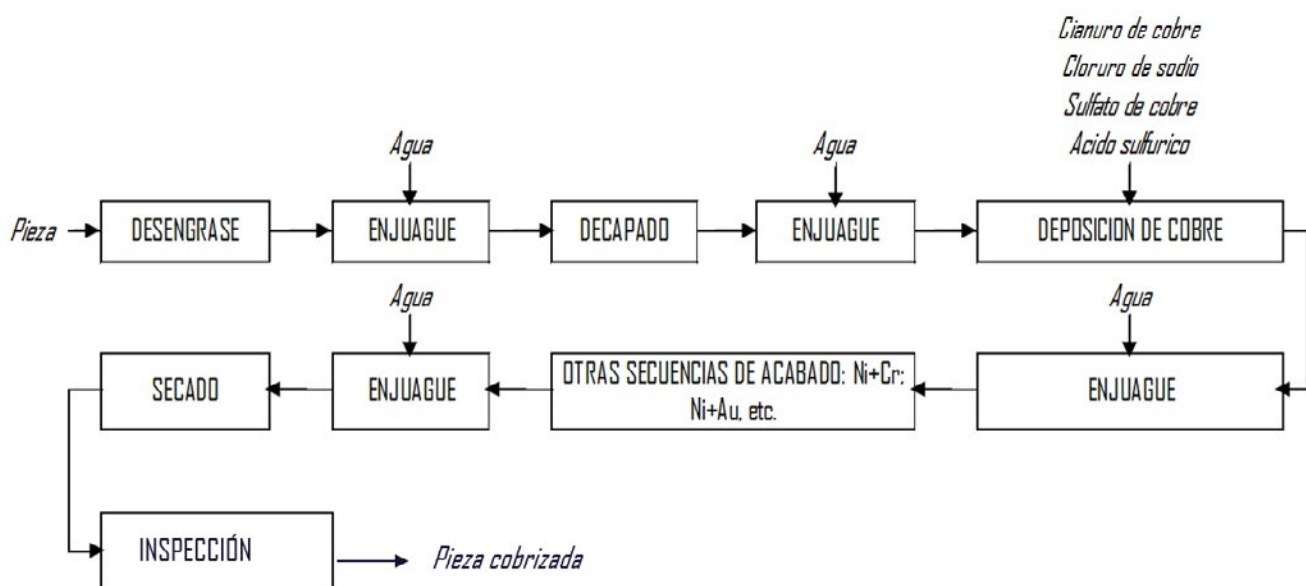 Cianuro de cobre
Cloruro de sodio
Sulfato de cobre
Acido sulfurico
Agua
Agua
Pieza
DESENGRASE
ENJUAGUE
DECAPADO
ENJUAGUE
DEPOSICION DE COBRE
Agua
Agua
SECADO
ENJUAGUE
OTRAS SECUENCIAS DE ACABADO: Ni+Cr;
Ni+Au, etc.
ENJUAGUE
INSPECCIÓN
Pieza cobrizada